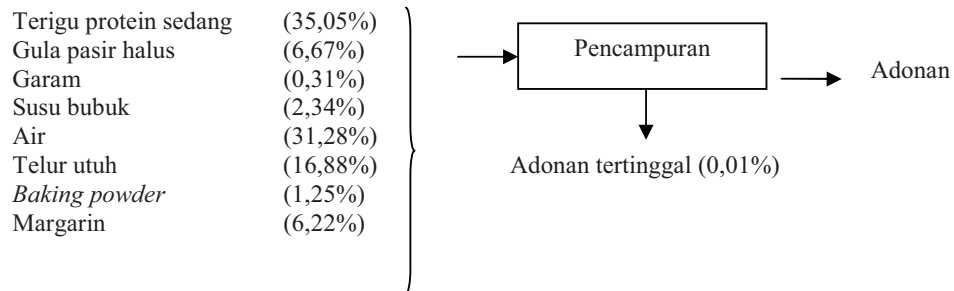 Terigu protein sedang (35,05%)
Gula pasir halus (6,67%)
Garam (0,31%)
Susu bubuk (2,34%)
Air (31,28%)
Telur utuh (16,88%)
Baking powder (1,25%)
Margarin (6,22%)
Pencampuran
Adonan
Adonan tertinggal (0,01%)